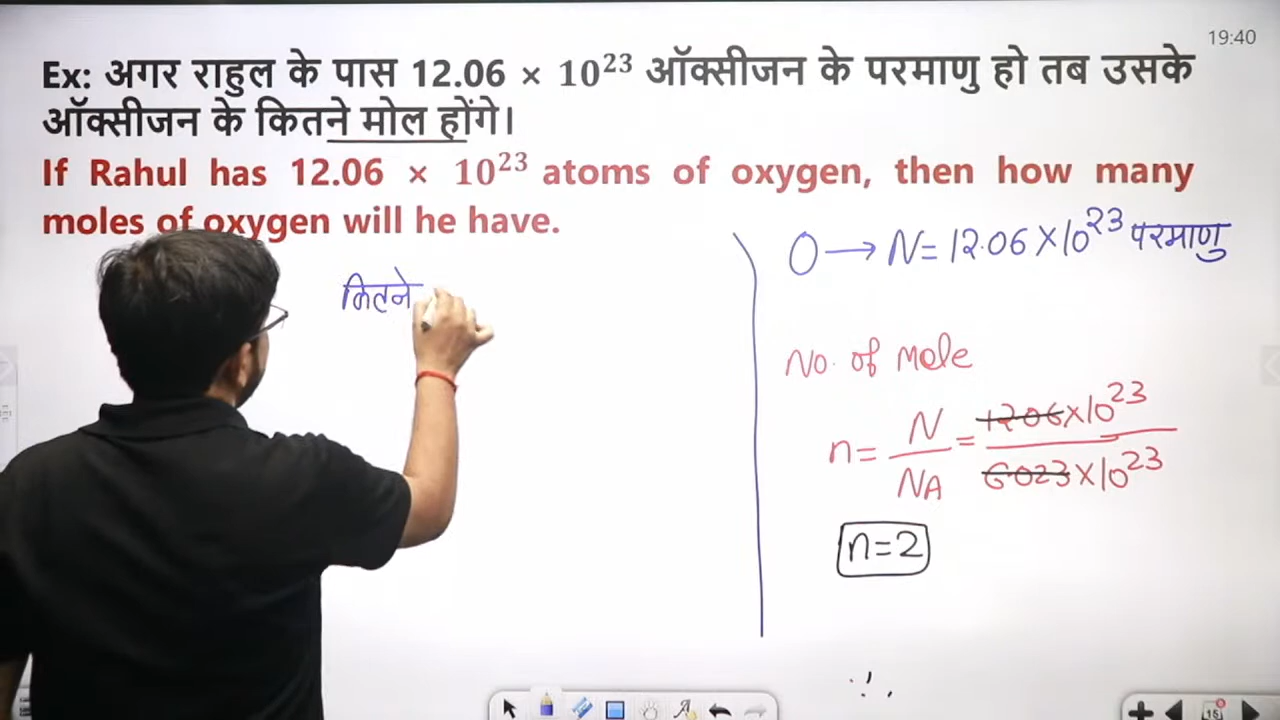 19:40
Ex: अगर राहुल के पास 12.06 × 10²³ ऑक्सीजन के परमाणु हो तब उसके
ऑक्सीजन के कितने मोल होंगे।
If Rahul has 12.06 × 10²³ atoms of oxygen, then how many
moles of oxygen will he have.
कितने
O → N = 12.06 × 10²³ परमाणु
No. of mole
n = N/NA = 12.06 × 10²³ / 6.023 × 10²³
n = 2